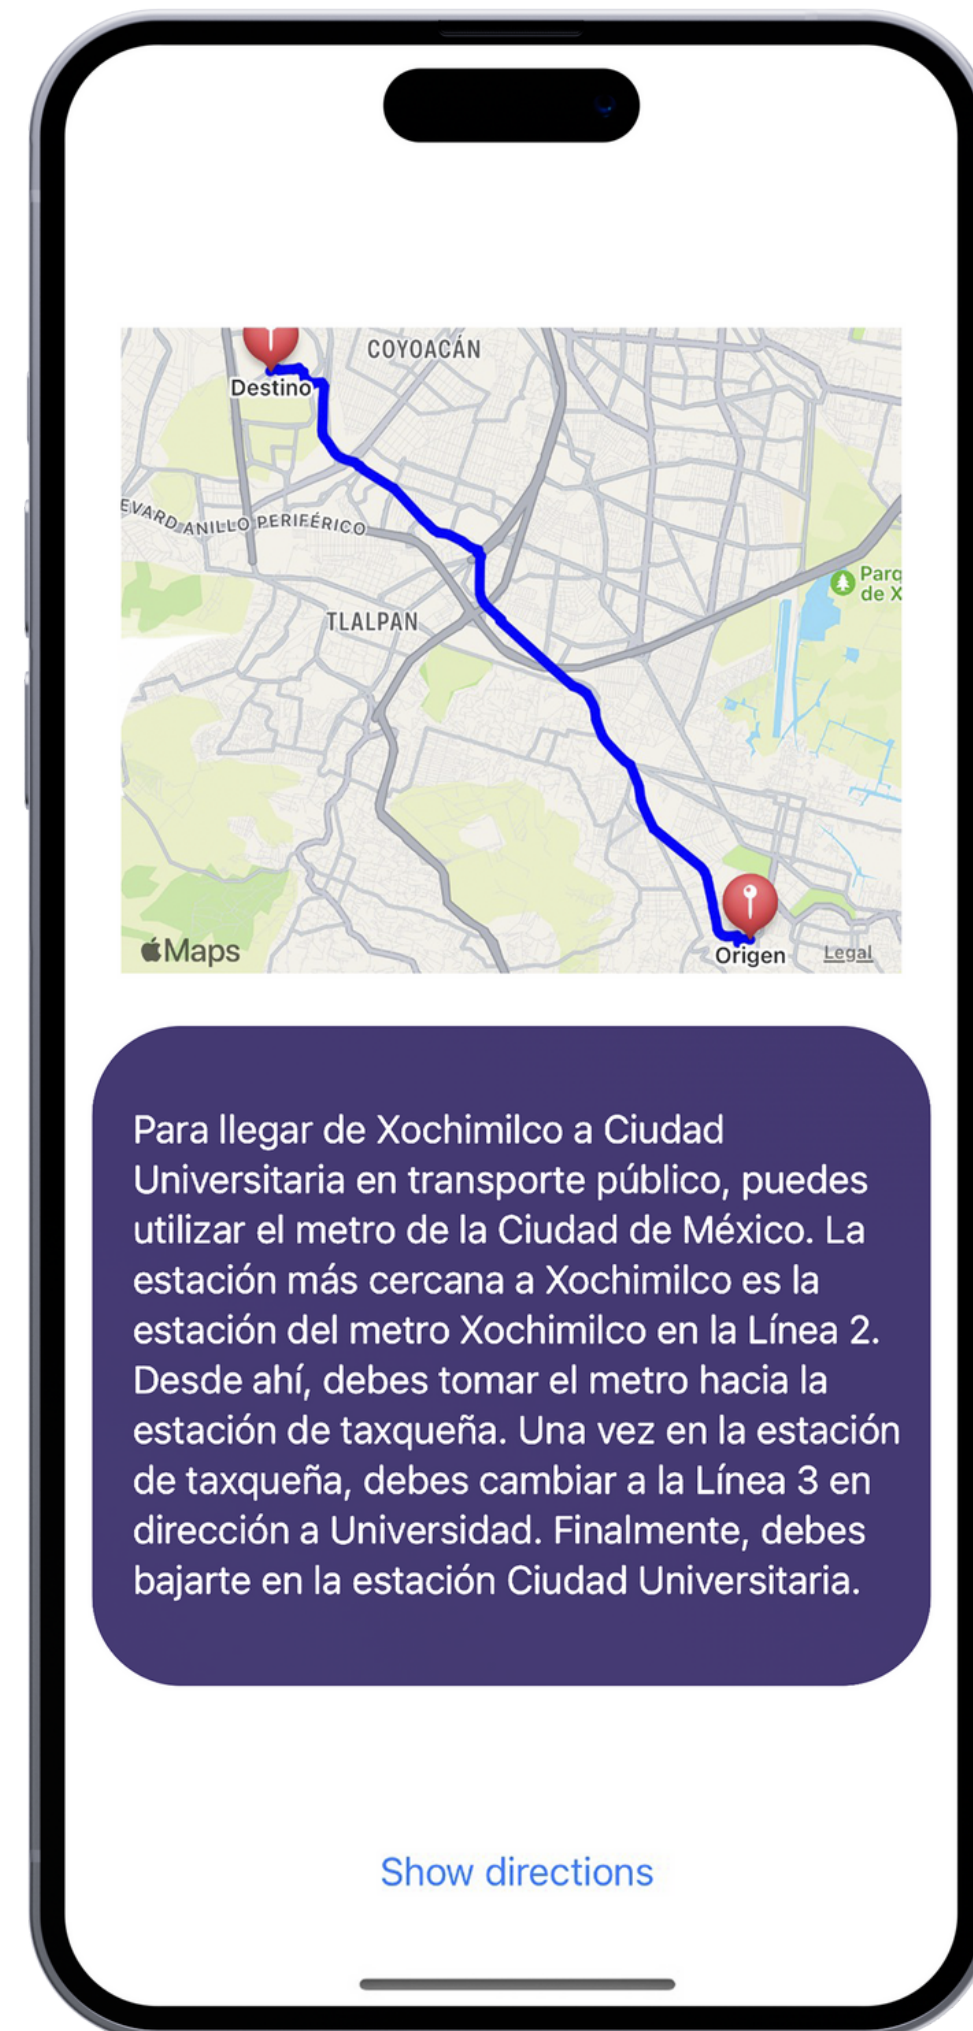 COYOACÁN
Destino
EVARD ANILLO PERIFÉRICO
Parq
de X
TLALPAN
Maps
Origen
Legal
Para llegar de Xochimilco a Ciudad
Universitaria en transporte público, puedes
utilizar el metro de la Ciudad de México. La
estación más cercana a Xochimilco es la
estación del metro Xochimilco en la Línea 2.
Desde ahí, debes tomar el metro hacia la
estación de taxqueña. Una vez en la estación
de taxqueña, debes cambiar a la Línea 3 en
dirección a Universidad. Finalmente, debes
bajarte en la estación Ciudad Universitaria.
Show directions